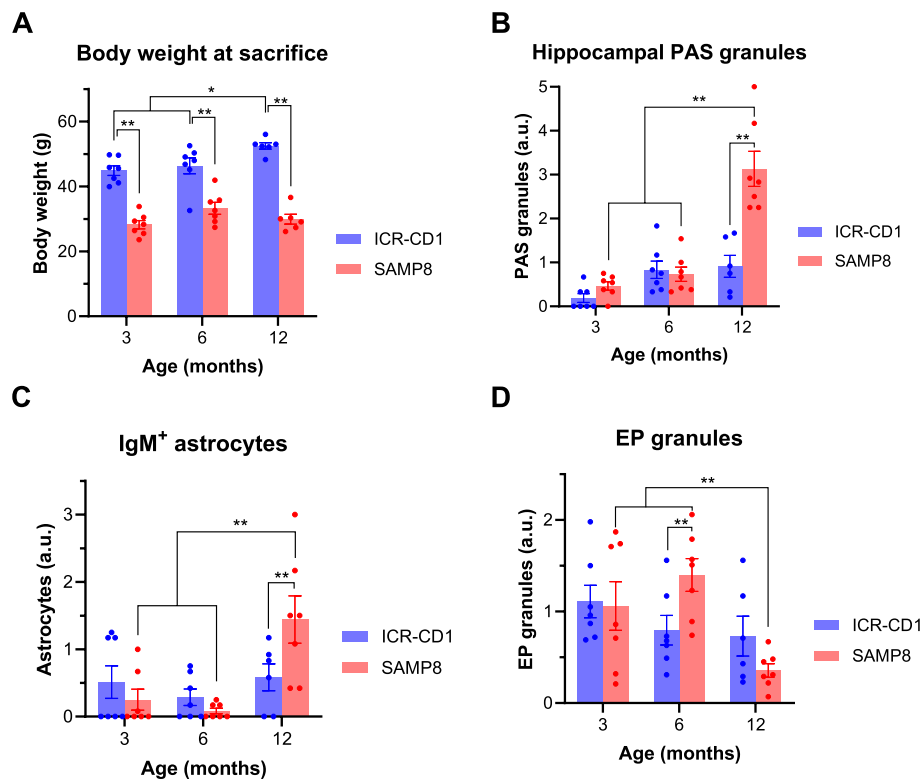 A
Body weight at sacrifice
Body weight (g)
60
40
20
0
*
**
**
**
3
6
12
Age (months)
ICR-CD1
SAMP8
B
Hippocampal PAS granules
PAS granules (a.u.)
5
4
3
2
1
0
**
**
3
6
12
Age (months)
ICR-CD1
SAMP8
C
IgM⁺ astrocytes
Astrocytes (a.u.)
3
2
1
0
**
**
3
6
12
Age (months)
ICR-CD1
SAMP8
D
EP granules
EP granules (a.u.)
2
1
0
**
**
3
6
12
Age (months)
ICR-CD1
SAMP8